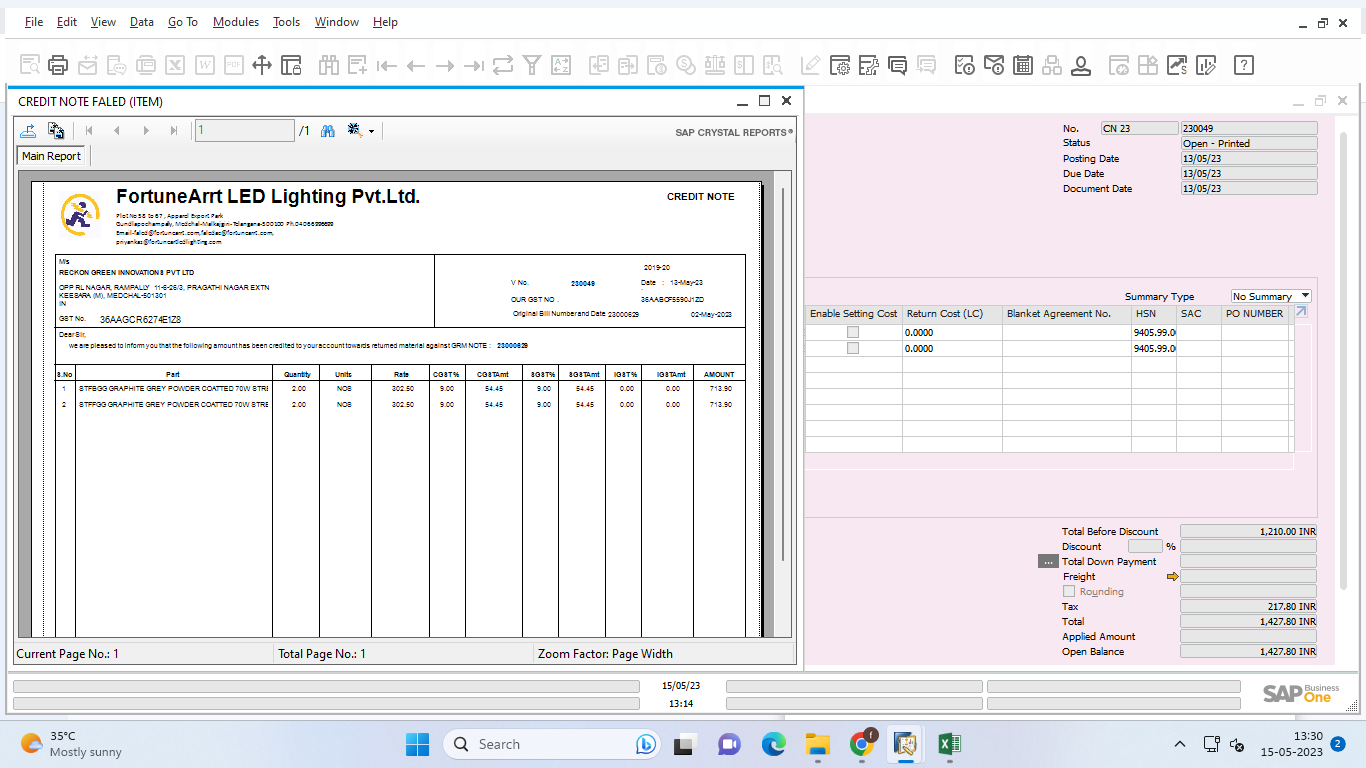 File Edit View Data Go To Modules Tools Window Help
CREDIT NOTE FALED (ITEM)
1 /1
SAP CRYSTAL REPORTS®
Main Report
FortuneArrt LED Lighting Pvt.Ltd.
CREDIT NOTE
Plot No 58 to 67 , Apparel Export Park
Gundlapochampally, Medchal-Malkajgiri-Telangana-500100 Ph.04066996699
priyankas@fortunearrtledlighting.com
M/s
RECKON GREEN INNOVATIONS PVT LTD
OPP RL NAGAR, RAMPALLY 11-6-26/3, PRAGATHI NAGAR EXTN
KEESARA (M), MEDCHAL-501301
IN
GST No. 36AAGCR6274E1Z8
2019-20
V No. 230049 Date : 13-May-23
OUR GST NO . 36AABCF5590J1ZD
Original Bill Number and Date 23000629 02-May-2023
Dear Sir,
we are pleased to inform you that the following amount has been credited to your account towards returned material against GRM NOTE : 23000629
S.No Part Quantity Units Rate CGST% CGSTAmt SGST% SGSTAmt IGST% IGSTAmt AMOUNT
1 STFBGG GRAPHITE GREY POWDER COATTED 70W STRE 2.00 NOS 302.50 9.00 54.45 9.00 54.45 0.00 0.00 713.90
2 STFFGG GRAPHITE GREY POWDER COATTED 70W STRE 2.00 NOS 302.50 9.00 54.45 9.00 54.45 0.00 0.00 713.90
Current Page No.: 1 Total Page No.: 1 Zoom Factor: Page Width
No. CN 23 230049
Status Open - Printed
Posting Date 13/05/23
Due Date 13/05/23
Document Date 13/05/23
Summary Type No Summary
Enable Setting Cost Return Cost (LC) Blanket Agreement No. HSN SAC PO NUMBER
0.0000 9405.99.0
0.0000 9405.99.0
Total Before Discount 1,210.00 INR
Discount %
... Total Down Payment
Freight
Rounding
Tax 217.80 INR
Total 1,427.80 INR
Applied Amount
Open Balance 1,427.80 INR
15/05/23
13:14
SAP Business One
35°C
Mostly sunny
Search
13:30
15-05-2023
2